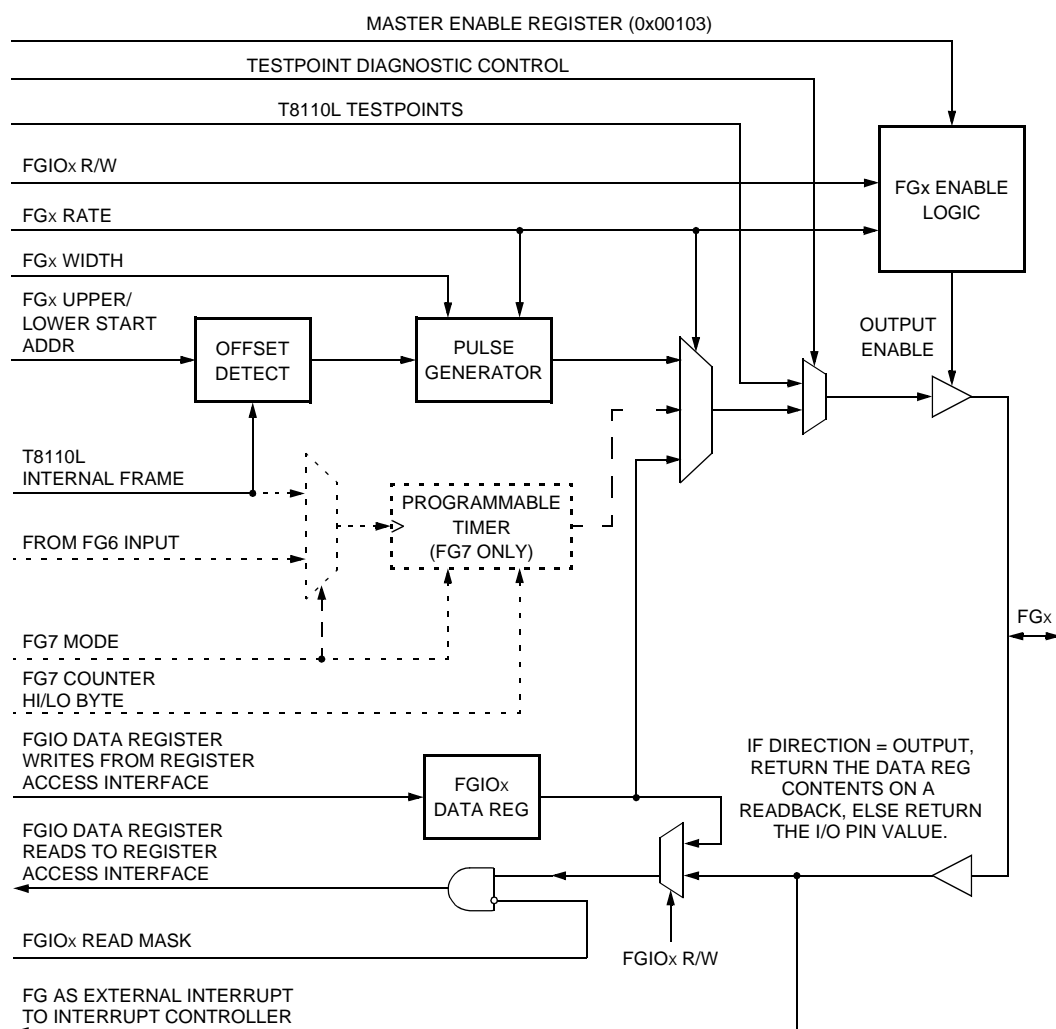 MASTER ENABLE REGISTER (0x00103)
TESTPOINT DIAGNOSTIC CONTROL
T8110L TESTPOINTS
FGIOx R/W
FGx ENABLE
LOGIC
FGx RATE
FGx WIDTH
FGx UPPER/
LOWER START
ADDR
OFFSET
DETECT
PULSE
GENERATOR
OUTPUT
ENABLE
T8110L
INTERNAL FRAME
PROGRAMMABLE
TIMER
(FG7 ONLY)
FROM FG6 INPUT
FG7 MODE
FGx
FG7 COUNTER
HI/LO BYTE
FGIO DATA REGISTER
WRITES FROM REGISTER
ACCESS INTERFACE
FGIOx
DATA REG
IF DIRECTION = OUTPUT,
RETURN THE DATA REG
CONTENTS ON A
READBACK, ELSE RETURN
THE I/O PIN VALUE.
FGIO DATA REGISTER
READS TO REGISTER
ACCESS INTERFACE
FGIOx READ MASK
FGIOx R/W
FG AS EXTERNAL INTERRUPT
TO INTERRUPT CONTROLLER